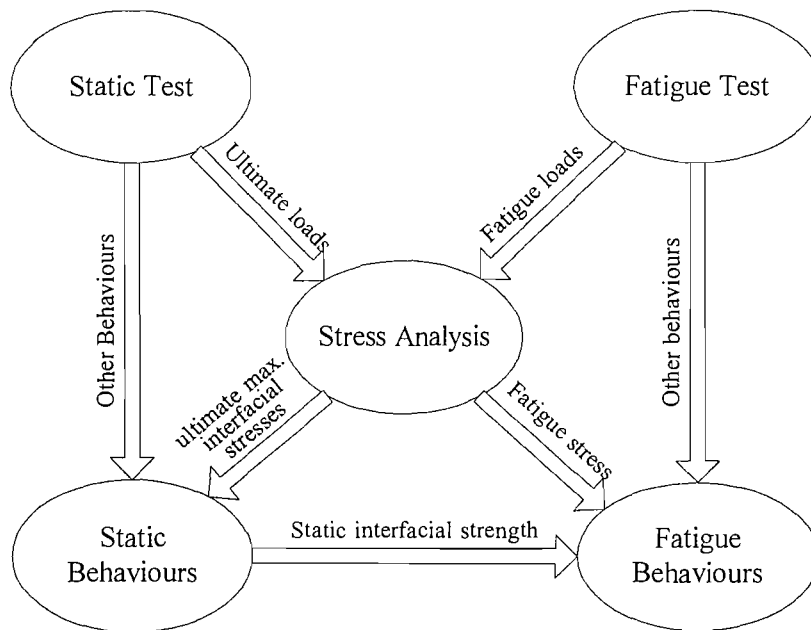 Static Test
Fatigue Test
Ultimate loads
Fatigue loads
Other Behaviours
Other behaviours
Stress Analysis
ultimate max.
interfacial
stresses
Fatigue stress
Static
Behaviours
Static interfacial strength
Fatigue
Behaviours